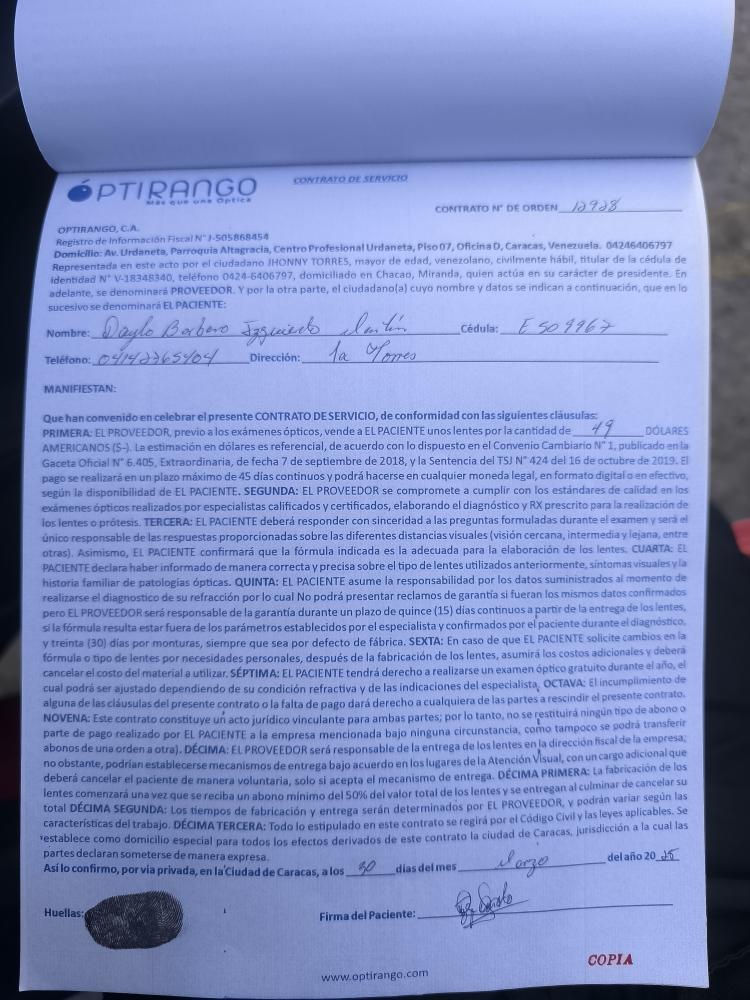 ÓPTIRANGO
Más que una Óptica
CONTRATO DE SERVICIO
CONTRATO N° DE ORDEN 12928
OPTIRANGO, C.A.
Registro de Información Fiscal N° J-505868454
Domicilio: Av. Urdaneta, Parroquia Altagracia, Centro Profesional Urdaneta, Piso 07, Oficina D, Caracas, Venezuela. 04246406797
Representada en este acto por el ciudadano JHONNY TORRES, mayor de edad, venezolano, civilmente hábil, titular de la cédula de
identidad N° V-18348340, teléfono 0424-6406797, domiciliado en Chacao, Miranda, quien actúa en su carácter de presidente. En
adelante, se denominará PROVEEDOR. Y por la otra parte, el ciudadano(a) cuyo nombre y datos se indican a continuación, que en lo
sucesivo se denominará EL PACIENTE:
Nombre: Barbaro Izquierdo Cédula: E 509967
Teléfono: 04142265404 Dirección: la Torres
MANIFIESTAN:
Que han convenido en celebrar el presente CONTRATO DE SERVICIO, de conformidad con las siguientes cláusulas:
PRIMERA: EL PROVEEDOR, previo a los exámenes ópticos, vende a EL PACIENTE unos lentes por la cantidad de 49 DÓLARES
AMERICANOS (S-). La estimación en dólares es referencial, de acuerdo con lo dispuesto en el Convenio Cambiario N° 1, publicado en la
Gaceta Oficial N° 6.405, Extraordinaria, de fecha 7 de septiembre de 2018, y la Sentencia del TSJ N° 424 del 16 de octubre de 2019. El
pago se realizará en un plazo máximo de 45 días continuos y podrá hacerse en cualquier moneda legal, en formato digital o en efectivo,
según la disponibilidad de EL PACIENTE. SEGUNDA: EL PROVEEDOR se compromete a cumplir con los estándares de calidad en los
exámenes ópticos realizados por especialistas calificados y certificados, elaborando el diagnóstico y RX prescrito para la realización de
los lentes o prótesis. TERCERA: EL PACIENTE deberá responder con sinceridad a las preguntas formuladas durante el examen y será el
único responsable de las respuestas proporcionadas sobre las diferentes distancias visuales (visión cercana, intermedia y lejana, entre
otras). Asimismo, EL PACIENTE confirmará que la fórmula indicada es la adecuada para la elaboración de los lentes. CUARTA: EL
PACIENTE declara haber informado de manera correcta y precisa sobre el tipo de lentes utilizados anteriormente, síntomas visuales y la
historia familiar de patologías ópticas. QUINTA: EL PACIENTE asume la responsabilidad por los datos suministrados al momento de
realizarse el diagnostico de su refracción por lo cual No podrá presentar reclamos de garantía si fueran los mismos datos confirmados
pero EL PROVEEDOR será responsable de la garantía durante un plazo de quince (15) días continuos a partir de la entrega de los lentes,
si la fórmula resulta estar fuera de los parámetros establecidos por el especialista y confirmados por el paciente durante el diagnóstico,
y treinta (30) días por monturas, siempre que sea por defecto de fábrica. SEXTA: En caso de que EL PACIENTE solicite cambios en la
fórmula o tipo de lentes por necesidades personales, después de la fabricación de los lentes, asumirá los costos adicionales y deberá
cancelar el costo del material a utilizar. SÉPTIMA: EL PACIENTE tendrá derecho a realizarse un examen óptico gratuito durante el año, el
cual podrá ser ajustado dependiendo de su condición refractiva y de las indicaciones del especialista. OCTAVA: El incumplimiento de
alguna de las cláusulas del presente contrato o la falta de pago dará derecho a cualquiera de las partes a rescindir el presente contrato.
NOVENA: Este contrato constituye un acto jurídico vinculante para ambas partes; por lo tanto, no se restituirá ningún tipo de abono o
parte de pago realizado por EL PACIENTE a la empresa mencionada bajo ninguna circunstancia, como tampoco se podrá transferir
abonos de una orden a otra). DÉCIMA: EL PROVEEDOR será responsable de la entrega de los lentes en la dirección fiscal de la empresa;
no obstante, podrían establecerse mecanismos de entrega bajo acuerdo en los lugares de la Atención Visual, con un cargo adicional que
deberá cancelar el paciente de manera voluntaria, solo si acepta el mecanismo de entrega. DÉCIMA PRIMERA: La fabricación de los
lentes comenzará una vez que se reciba un abono mínimo del 50% del valor total de los lentes y se entregan al culminar de cancelar su
total DÉCIMA SEGUNDA: Los tiempos de fabricación y entrega serán determinados por EL PROVEEDOR, y podrán variar según las
características del trabajo. DÉCIMA TERCERA: Todo lo estipulado en este contrato se regirá por el Código Civil y las leyes aplicables. Se
establece como domicilio especial para todos los efectos derivados de este contrato la ciudad de Caracas, jurisdicción a la cual las
partes declaran someterse de manera expresa.
Así lo confirmo, por vía privada, en la Ciudad de Caracas, a los 30 días del mes Marzo del año 20 25
Huellas:
Firma del Paciente:
COPIA
www.optirango.com